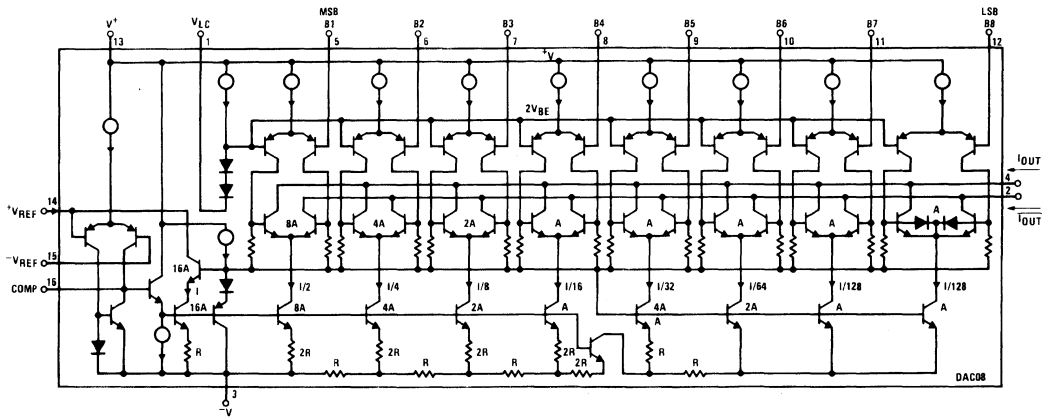 MSB LSB
V+ VLC B1 B2 B3 B4 B5 B6 B7 B8
13 1 5 6 7 8 9 10 11 12
+V
2VBE
IOUT
4
2
IOUT
14
+VREF
8A 4A 2A A A A A A
−VREF
15
16A
COMP 16
I I/2 I/4 I/8 I/16 I/32 I/64 I/128 I/128
16A 8A 4A 2A A 4A 2A A A
A
R 2R 2R 2R 2R R
2R
R R R R
3
−V
DAC08